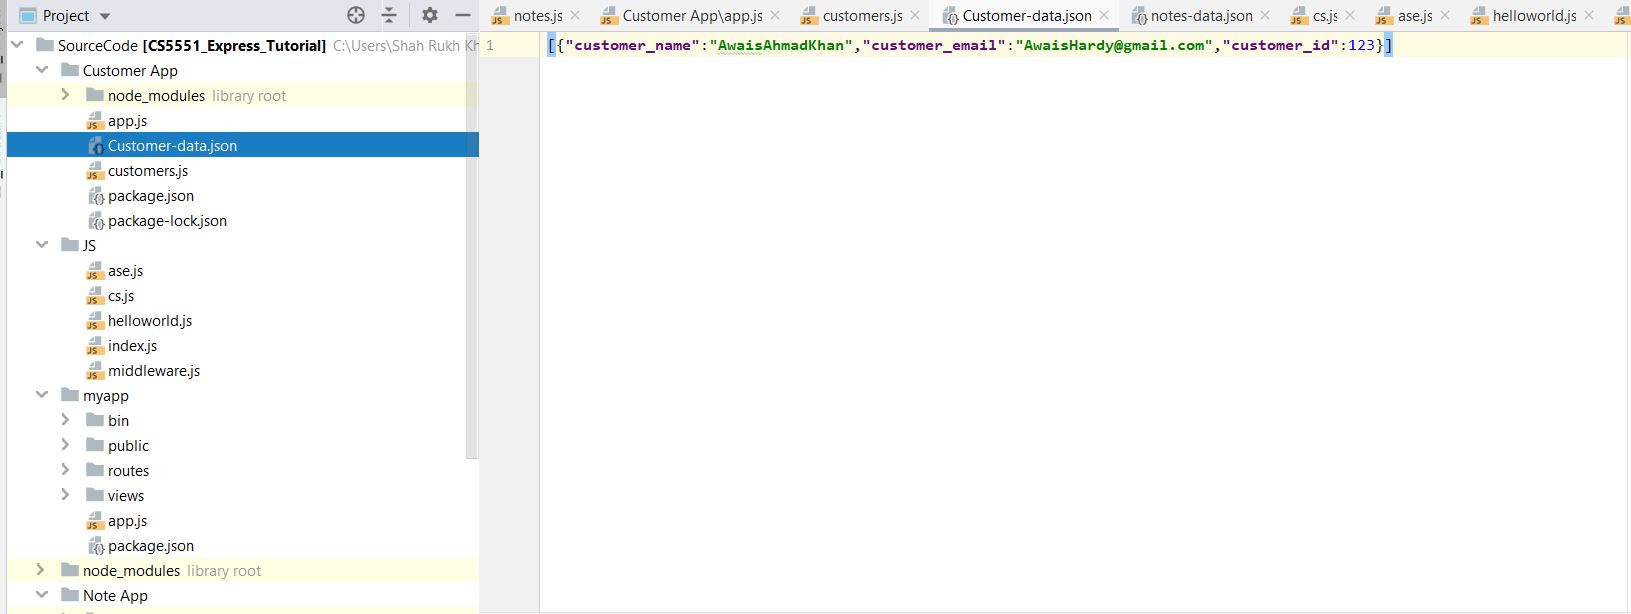 Project
notes.js Customer App\app.js customers.js Customer-data.json notes-data.json cs.js ase.js helloworld.js
SourceCode [CS5551_Express_Tutorial] C:\Users\Shah Rukh Kh
1 [{"customer_name":"AwaisAhmadKhan","customer_email":"AwaisHardy@gmail.com","customer_id":123}]
Customer App
node_modules library root
app.js
Customer-data.json
customers.js
package.json
package-lock.json
JS
ase.js
cs.js
helloworld.js
index.js
middleware.js
myapp
bin
public
routes
views
app.js
package.json
node_modules library root
Note App